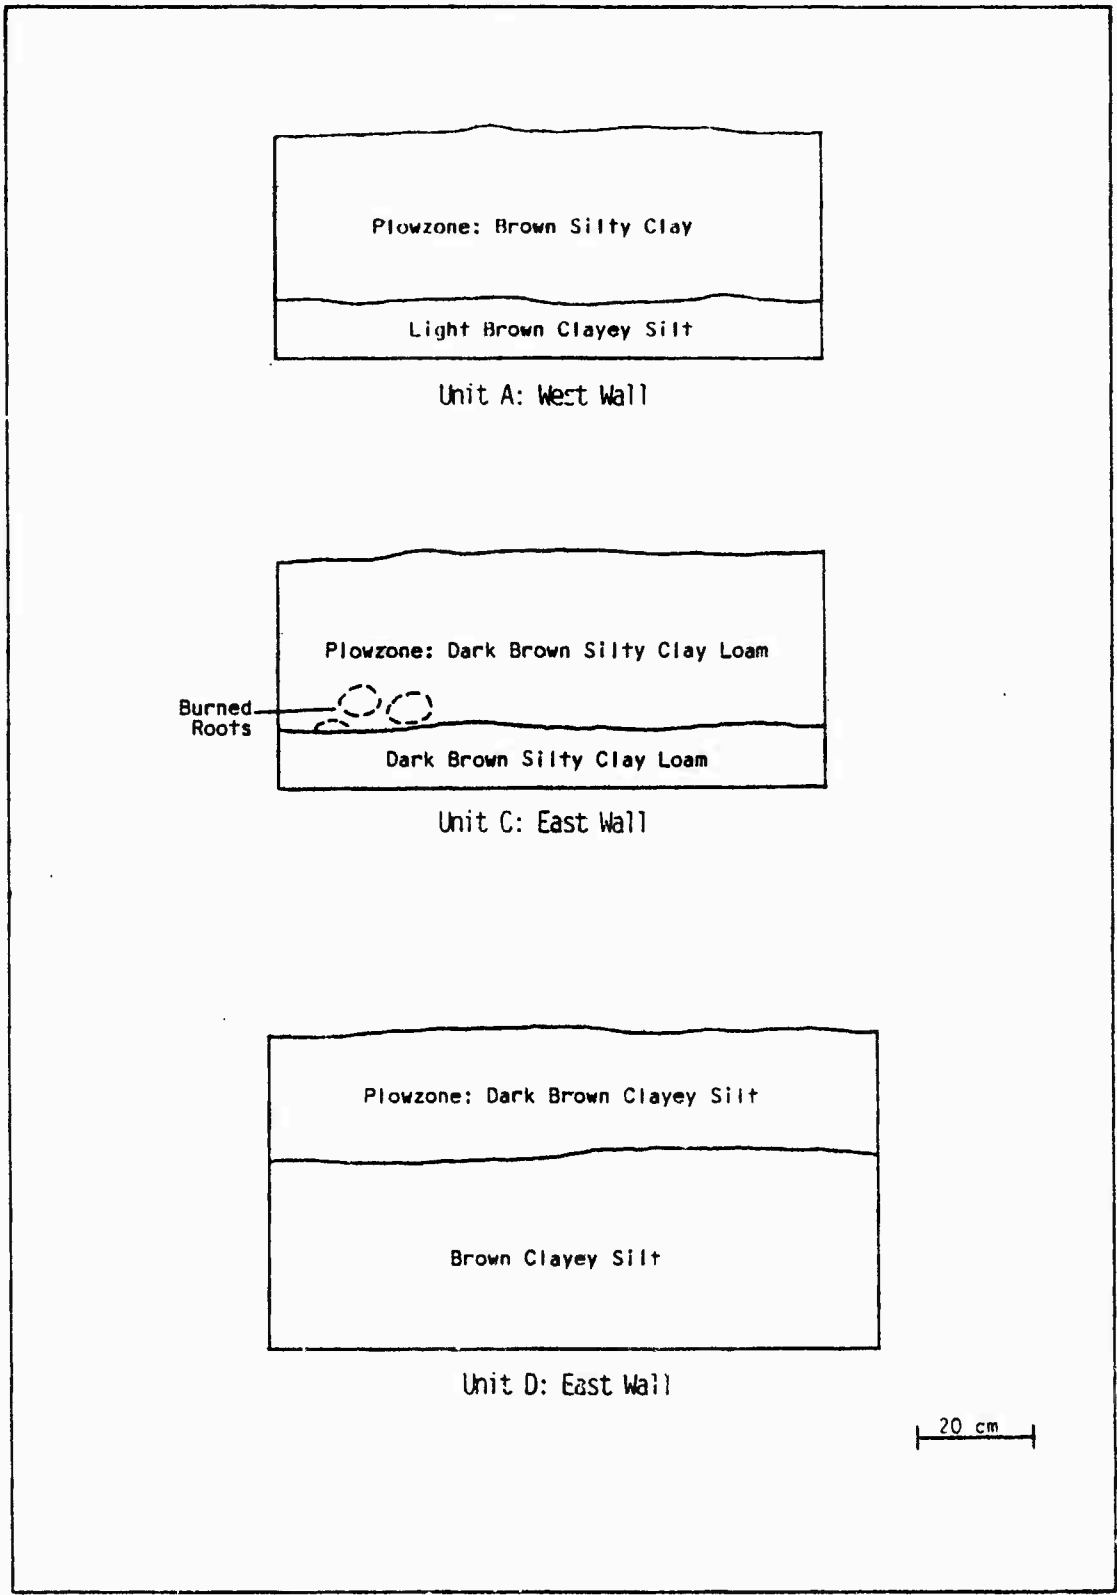 Plowzone: Brown Silty Clay
Light Brown Clayey Silt
Unit A: West Wall
Plowzone: Dark Brown Silty Clay Loam
Burned
Roots
Dark Brown Silty Clay Loam
Unit C: East Wall
Plowzone: Dark Brown Clayey Silt
Brown Clayey Silt
Unit D: East Wall
20 cm